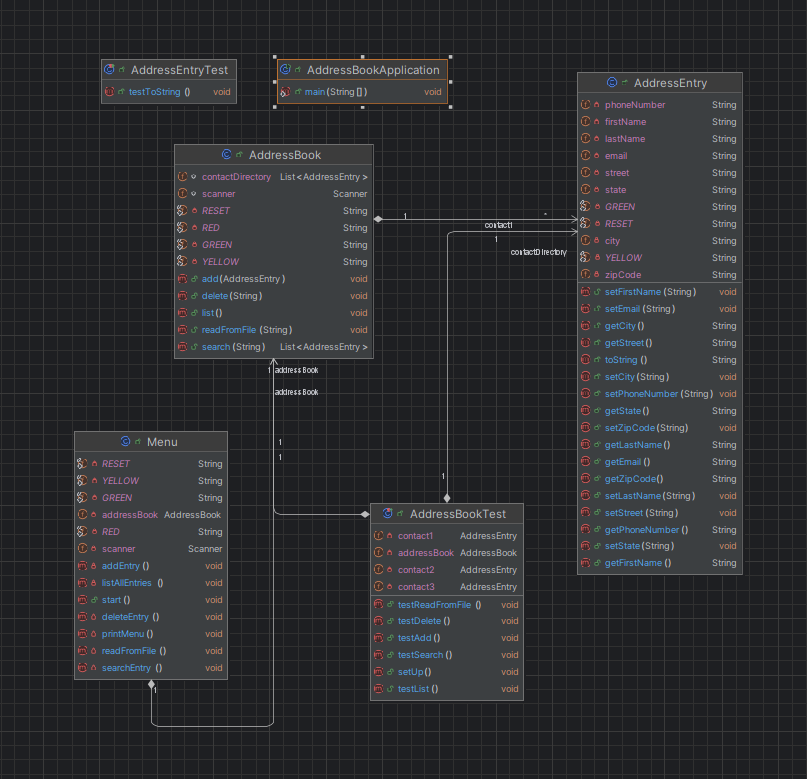 AddressEntryTest
testToString () void
AddressBookApplication
main(String[]) void
AddressEntry
phoneNumber String
firstName String
lastName String
email String
street String
state String
GREEN String
RESET String
city String
YELLOW String
zipCode String
setFirstName (String) void
setEmail (String) void
getCity () String
getStreet () String
toString () String
setCity (String) void
setPhoneNumber (String) void
getState () String
setZipCode (String) void
getLastName () String
getEmail () String
getZipCode () String
setLastName (String) void
setStreet (String) void
getPhoneNumber () String
setState (String) void
getFirstName () String
AddressBook
contactDirectory List<AddressEntry >
scanner Scanner
RESET String
RED String
GREEN String
YELLOW String
add(AddressEntry ) void
delete(String) void
list() void
readFromFile (String) void
search (String) List<AddressEntry >
1 *
contact1
1
contactDirectory
1 addressBook
addressBook
1
1
1
Menu
RESET String
YELLOW String
GREEN String
addressBook AddressBook
RED String
scanner Scanner
addEntry () void
listAllEntries () void
start () void
deleteEntry () void
printMenu () void
readFromFile () void
searchEntry () void
1
AddressBookTest
contact1 AddressEntry
addressBook AddressBook
contact2 AddressEntry
contact3 AddressEntry
testReadFromFile () void
testDelete () void
testAdd () void
testSearch () void
setUp() void
testList () void